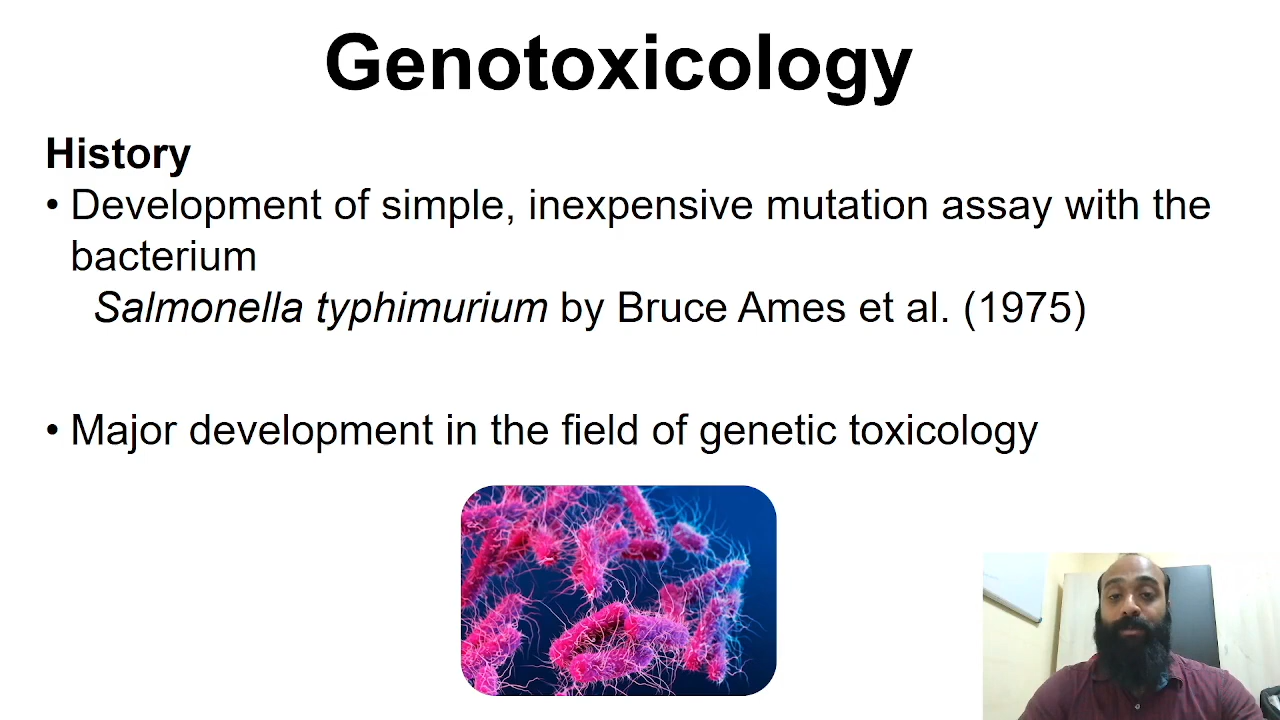 Genotoxicology
History
• Development of simple, inexpensive mutation assay with the
bacterium
Salmonella typhimurium by Bruce Ames et al. (1975)
• Major development in the field of genetic toxicology